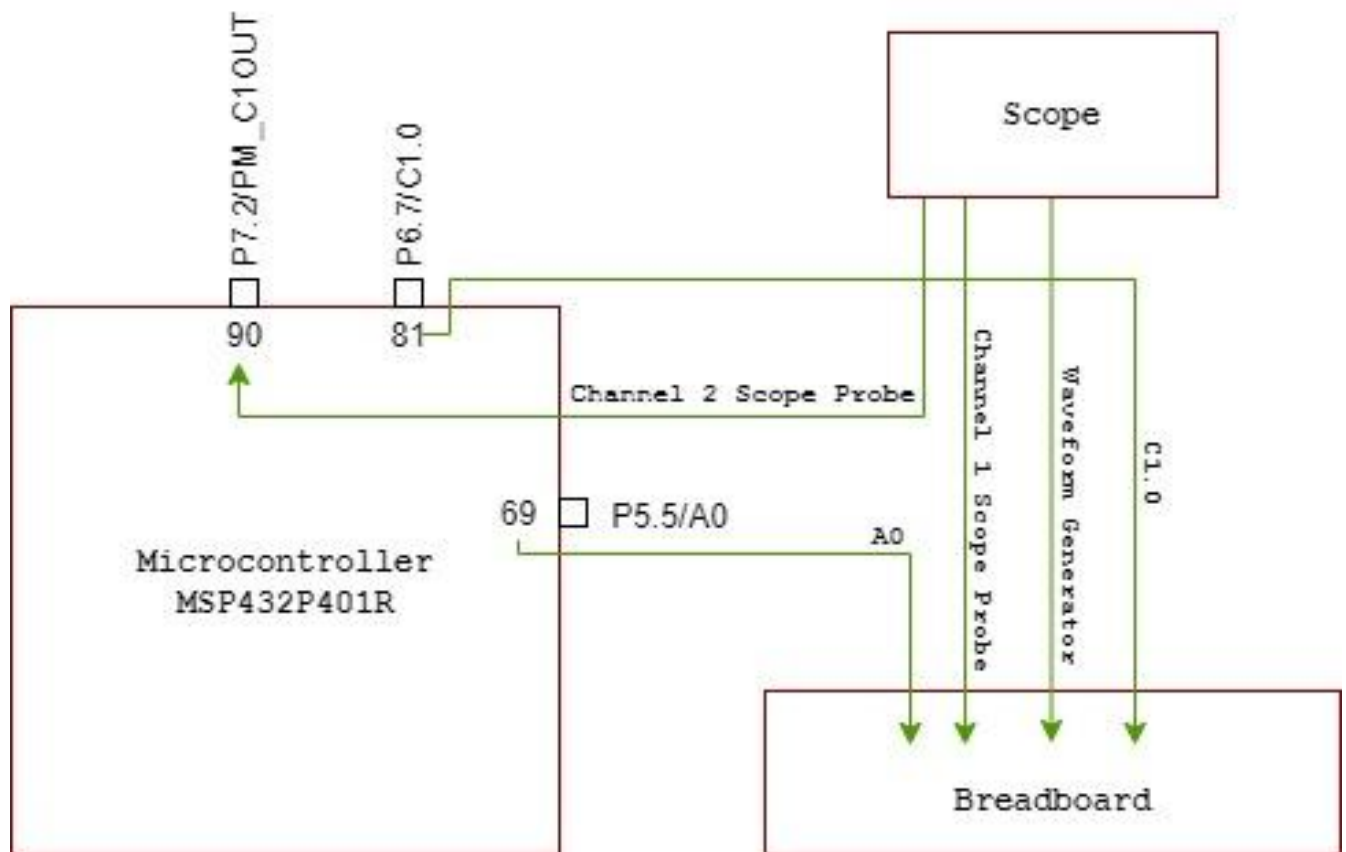 P7.2/PM_C1OUT
P6.7/C1.0
Scope
90
81
Channel 2 Scope Probe
Channel 1 Scope Probe
Waveform Generator
C1.0
69
P5.5/A0
A0
Microcontroller
MSP432P401R
Breadboard